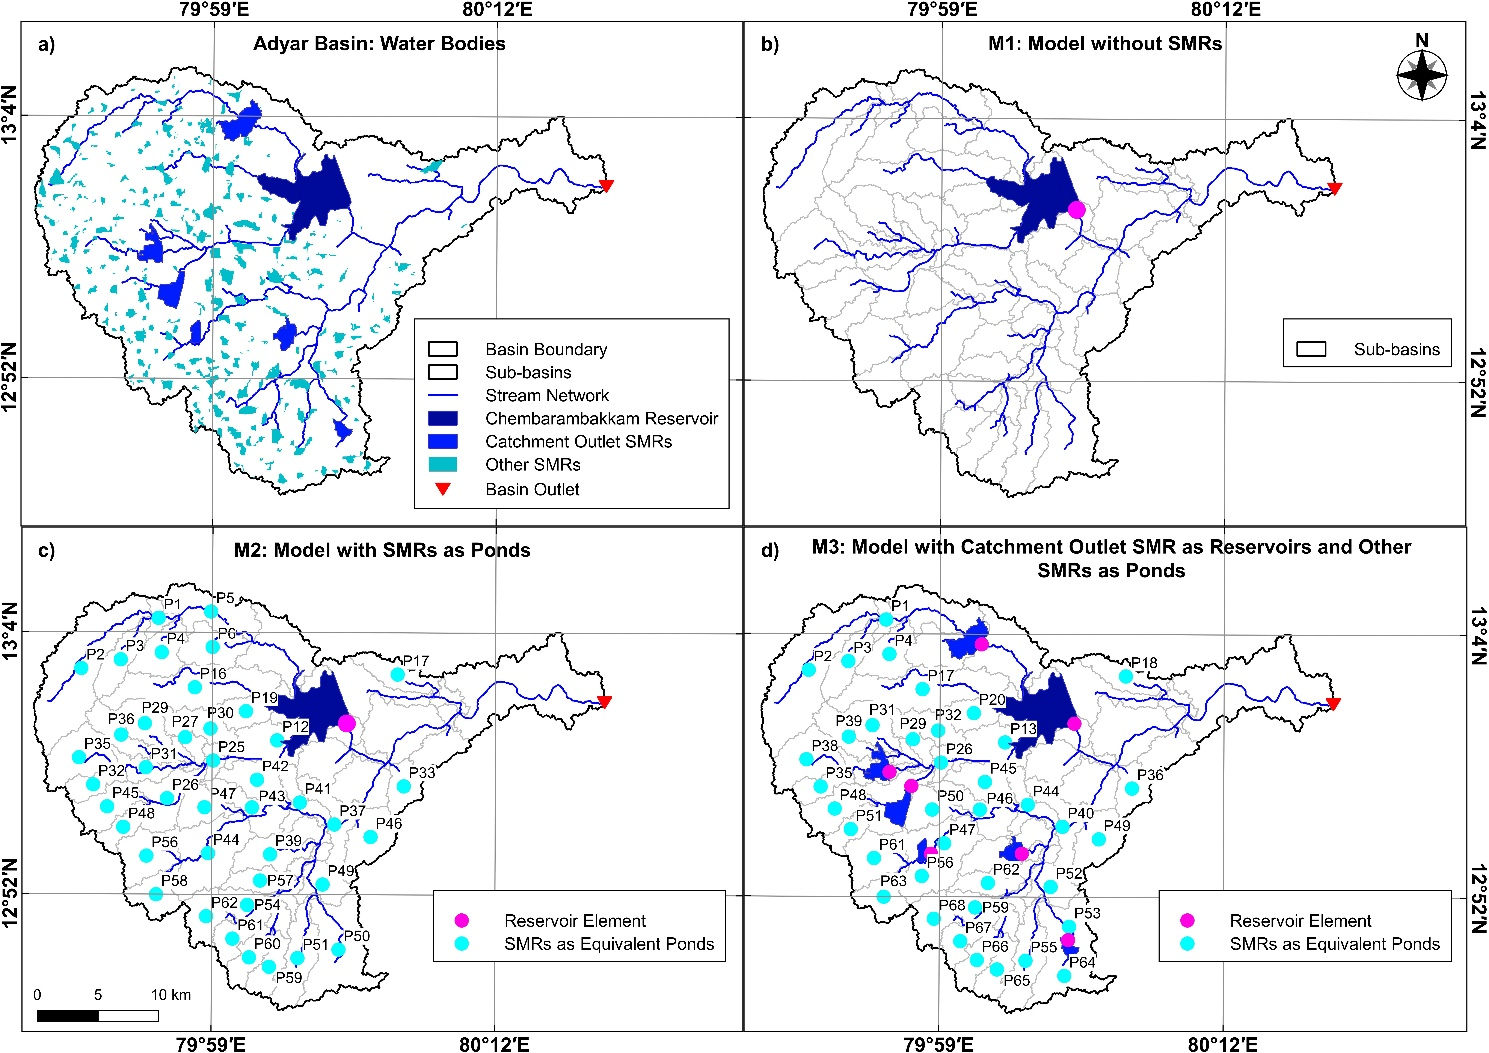 79°59'E 80°12'E 79°59'E 80°12'E
a) Adyar Basin: Water Bodies
b) M1: Model without SMRs
N
13°4'N
13°4'N
12°52'N
12°52'N
Basin Boundary
Sub-basins
Stream Network
Chembarambakkam Reservoir
Catchment Outlet SMRs
Other SMRs
Basin Outlet
Sub-basins
c) M2: Model with SMRs as Ponds
P1
P5
P4
P6
P3
P2
P17
P16
P19
P29
P36
P27
P30
P12
P35
P31
P25
P42
P33
P32
P26
P45
P47
P43
P41
P37
P48
P46
P56
P44
P39
P58
P57
P49
P62
P54
P61
P60
P51
P50
P59
Reservoir Element
SMRs as Equivalent Ponds
0 5 10 km
13°4'N
12°52'N
d) M3: Model with Catchment Outlet SMR as Reservoirs and Other
SMRs as Ponds
P1
P4
P3
P2
P18
P17
P20
P31
P39
P29
P32
P13
P38
P26
P45
P36
P35
P48
P50
P46
P44
P40
P51
P49
P47
P61
P56
P62
P63
P52
P68
P59
P67
P53
P66
P55
P64
P65
Reservoir Element
SMRs as Equivalent Ponds
13°4'N
12°52'N
79°59'E 80°12'E 79°59'E 80°12'E